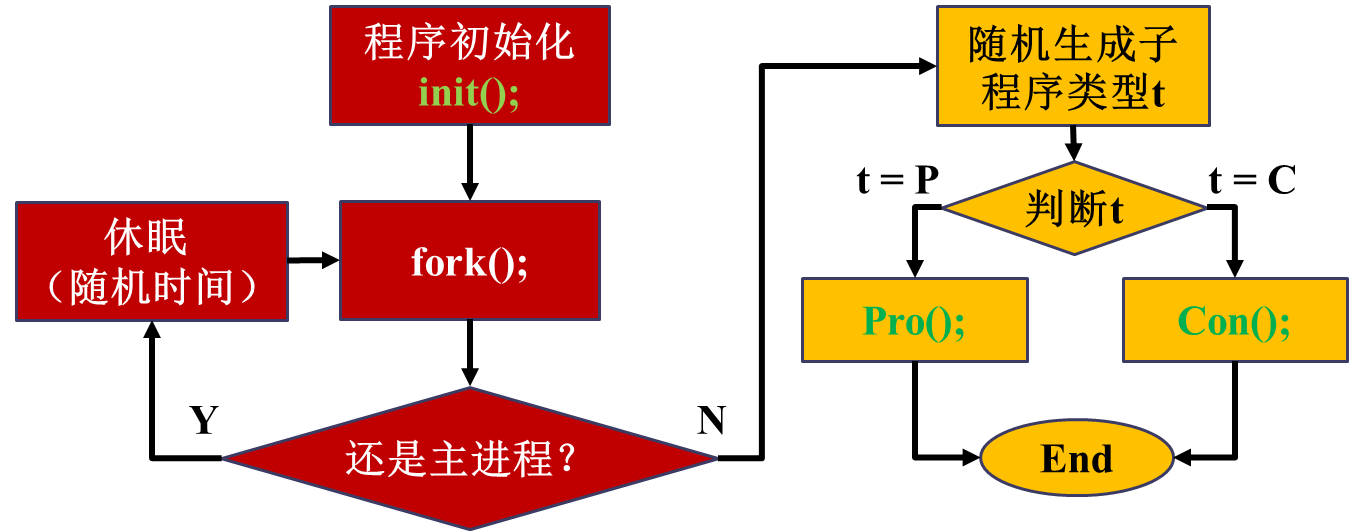 程序初始化
init();
休眠
（随机时间）
fork();
还是主进程？
Y
N
随机生成子
程序类型t
t = P
t = C
判断t
Pro();
Con();
End